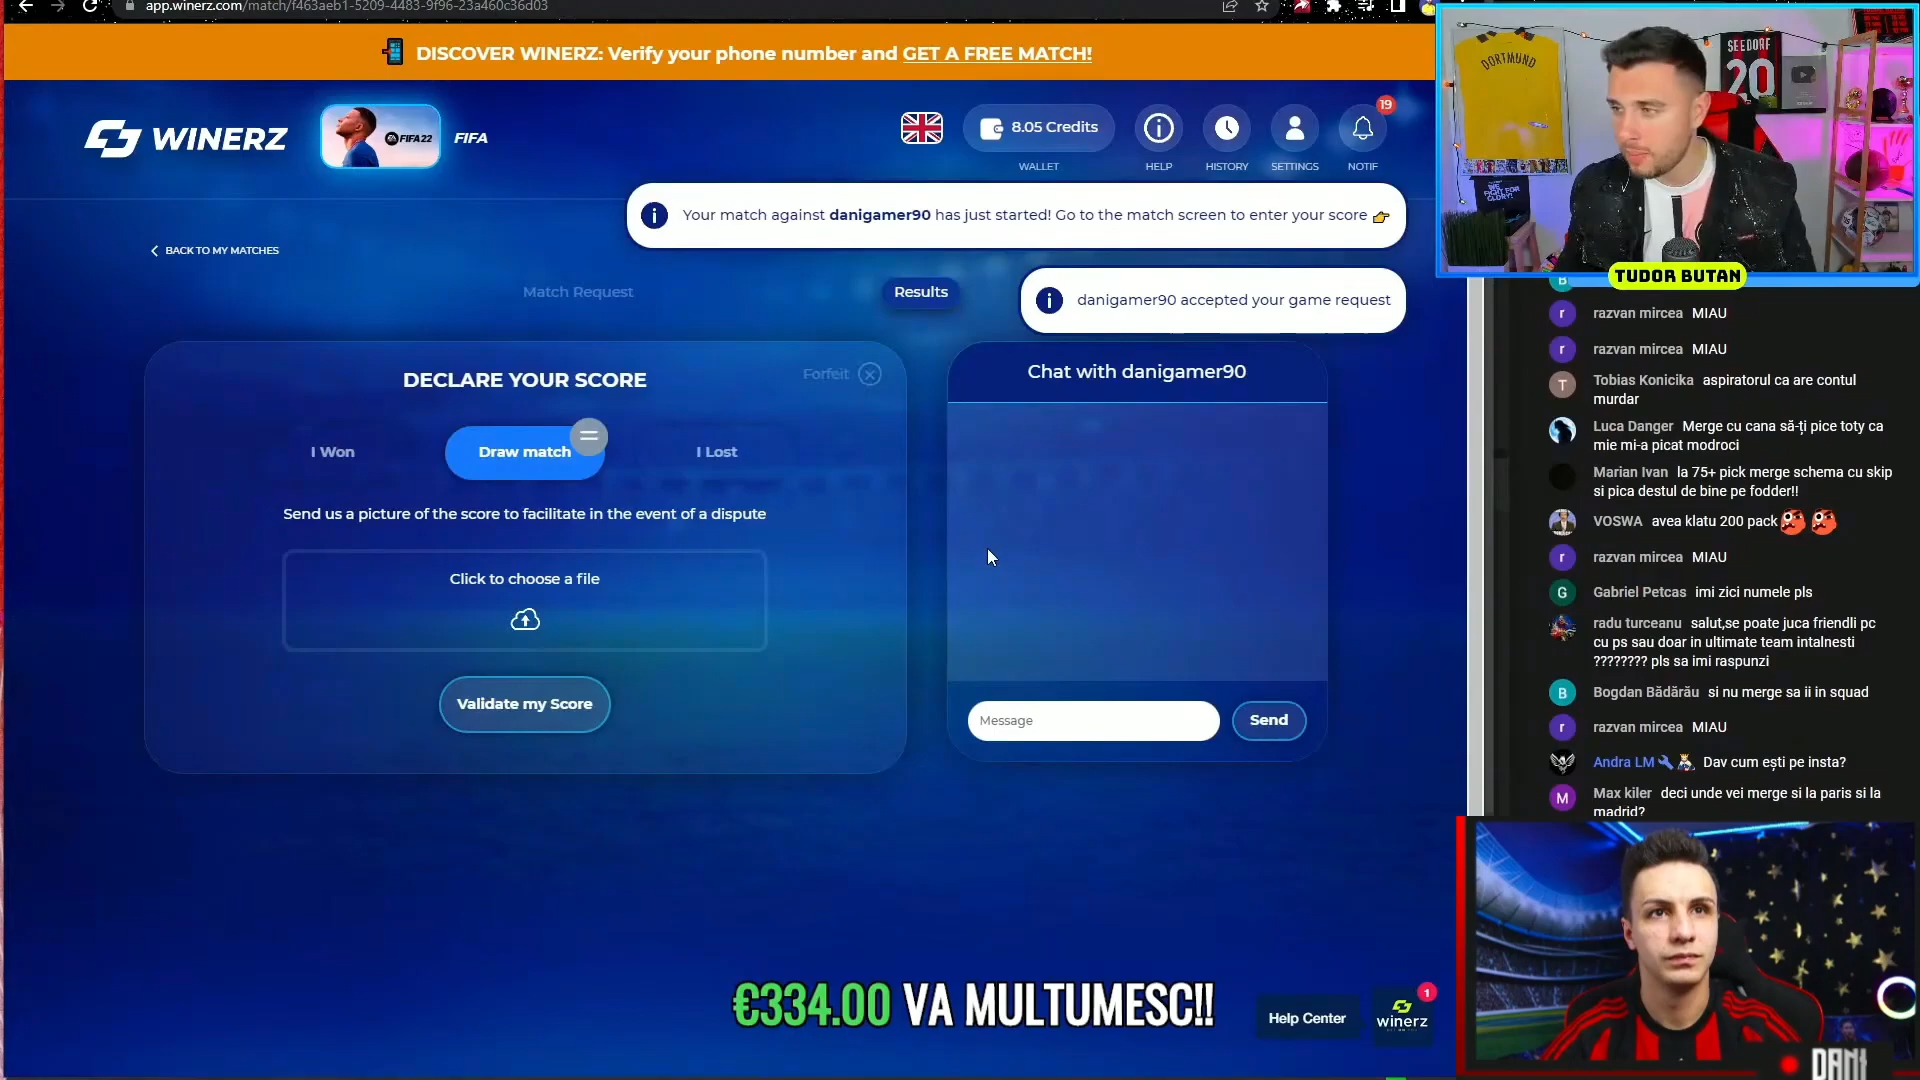 app.winerz.com/match/f463aeb1-5209-4483-9f96-23a460c36d03
DISCOVER WINERZ: Verify your phone number and GET A FREE MATCH!
WINERZ
FIFA22
FIFA
8.05 Credits
19
WALLET
HELP
HISTORY
SETTINGS
NOTIF
Your match against danigamer90 has just started! Go to the match screen to enter your score
BACK TO MY MATCHES
Match Request
Results
danigamer90 accepted your game request
DECLARE YOUR SCORE
Forfeit
I Won
Draw match
I Lost
Send us a picture of the score to facilitate in the event of a dispute
Click to choose a file
Validate my Score
Chat with danigamer90
Message
Send
€334.00 VA MULTUMESC!!
Help Center
1
winerz
DORTMUND
SEEDORF
20
WE
FIGHT FOR
GLORY!
TUDOR BUTAN
B
r razvan mircea MIAU
r razvan mircea MIAU
T Tobias Konicika aspiratorul ca are contul
murdar
Luca Danger Merge cu cana să-ți pice toty ca
mie mi-a picat modroci
Marian Ivan la 75+ pick merge schema cu skip
si pica destul de bine pe fodder!!
VOSWA avea klatu 200 pack
r razvan mircea MIAU
G Gabriel Petcas imi zici numele pls
radu turceanu salut,se poate juca friendli pc
cu ps sau doar in ultimate team intalnesti
???????? pls sa imi raspunzi
B Bogdan Bădărău si nu merge sa ii in squad
r razvan mircea MIAU
Andra LM Dav cum ești pe insta?
M Max kiler deci unde vei merge si la paris si la
madrid?
DANI